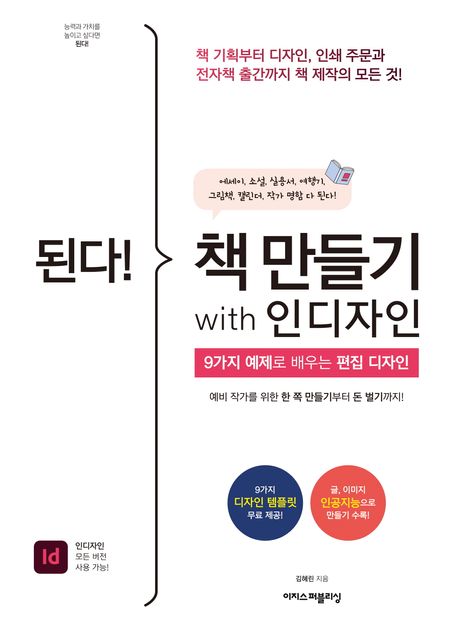 능력과 가치를
높이고 싶다면
된다!
책 기획부터 디자인, 인쇄 주문과
전자책 출간까지 책 제작의 모든 것!
에세이, 소설, 실용서, 여행기,
그림책, 캘린더, 작가 명함 다 된다!
된다!
책 만들기
with 인디자인
9가지 예제로 배우는 편집 디자인
예비 작가를 위한 한 쪽 만들기부터 돈 벌기까지!
9가지
디자인 템플릿
무료 제공!
글, 이미지
인공지능으로
만들기 수록!
Id
인디자인
모든 버전
사용 가능!
김혜린 지음
이지스 퍼블리싱